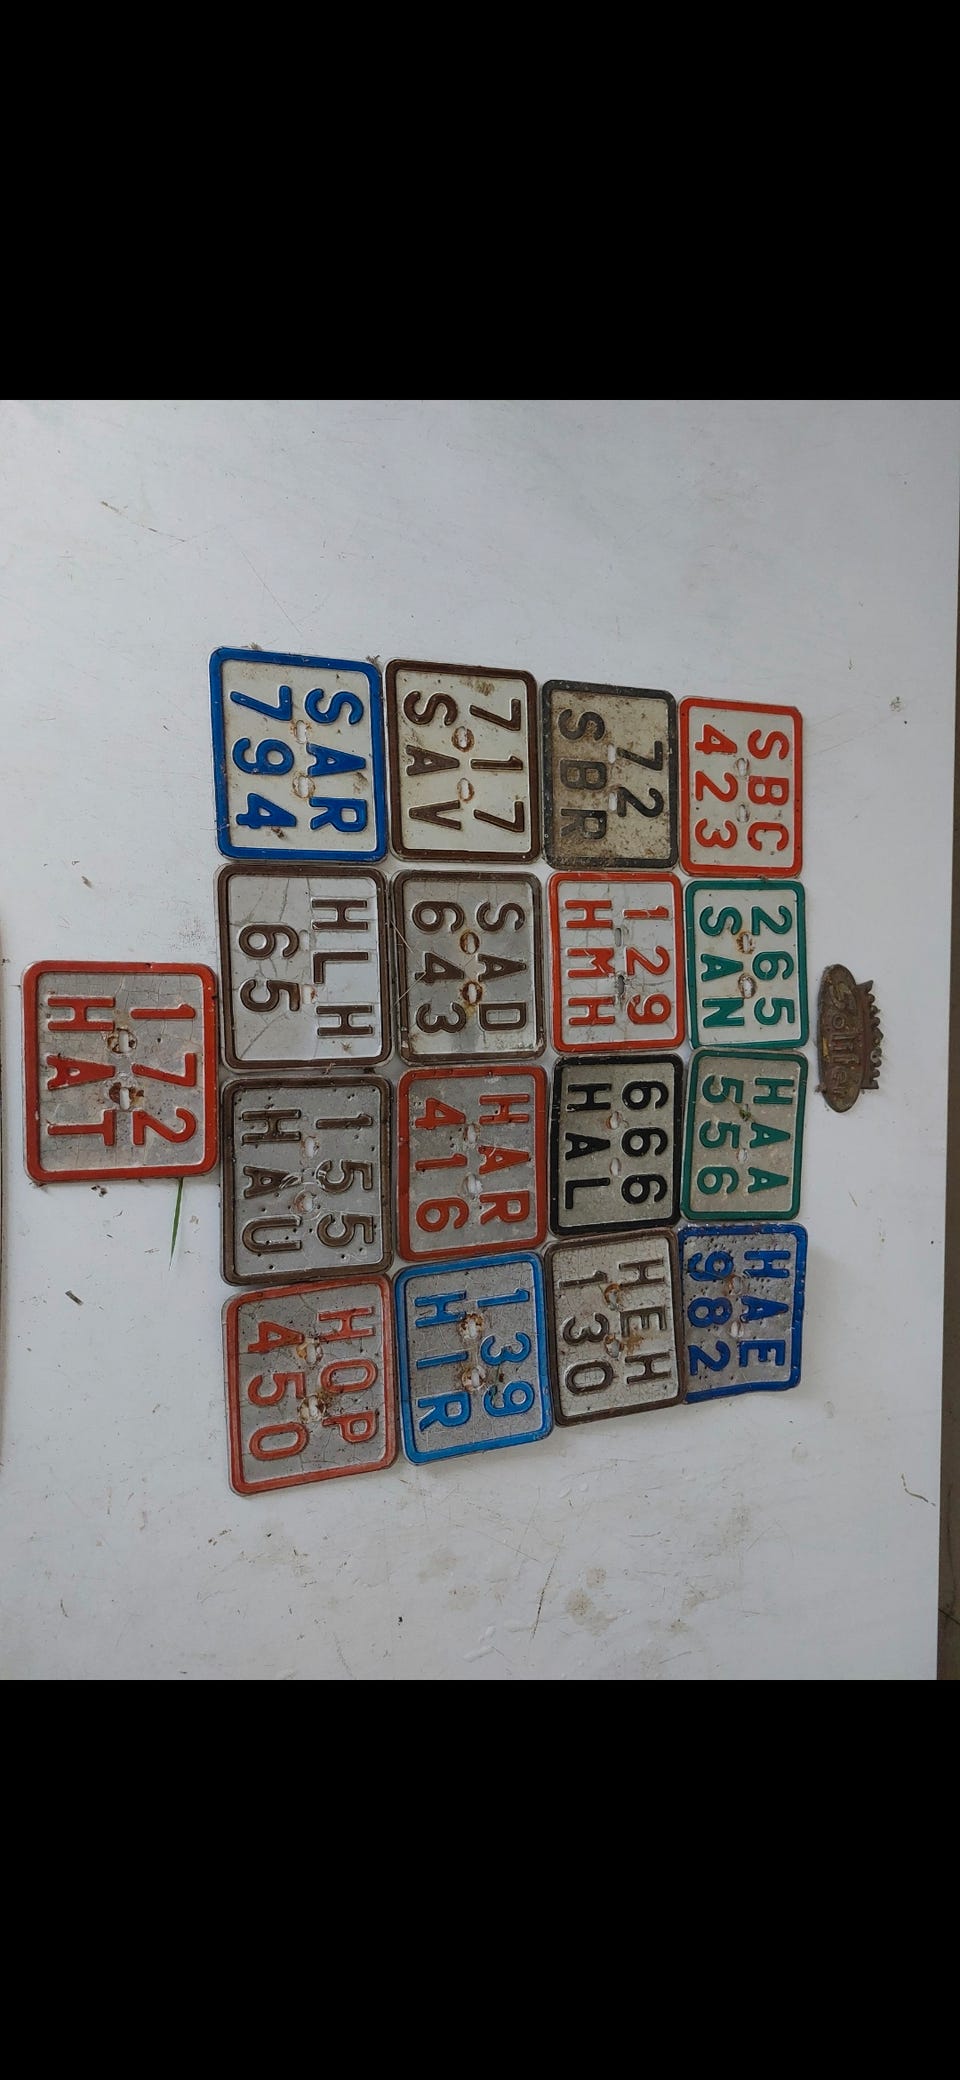 Solifer
SBC
423
265
SAN
HAA
556
HAE
982
72
SBR
129
HMH
666
HAL
HEH
130
717
SAV
SAD
643
HAR
416
139
HIR
SAR
794
HLH
65
155
HAU
HOP
450
172
HAT